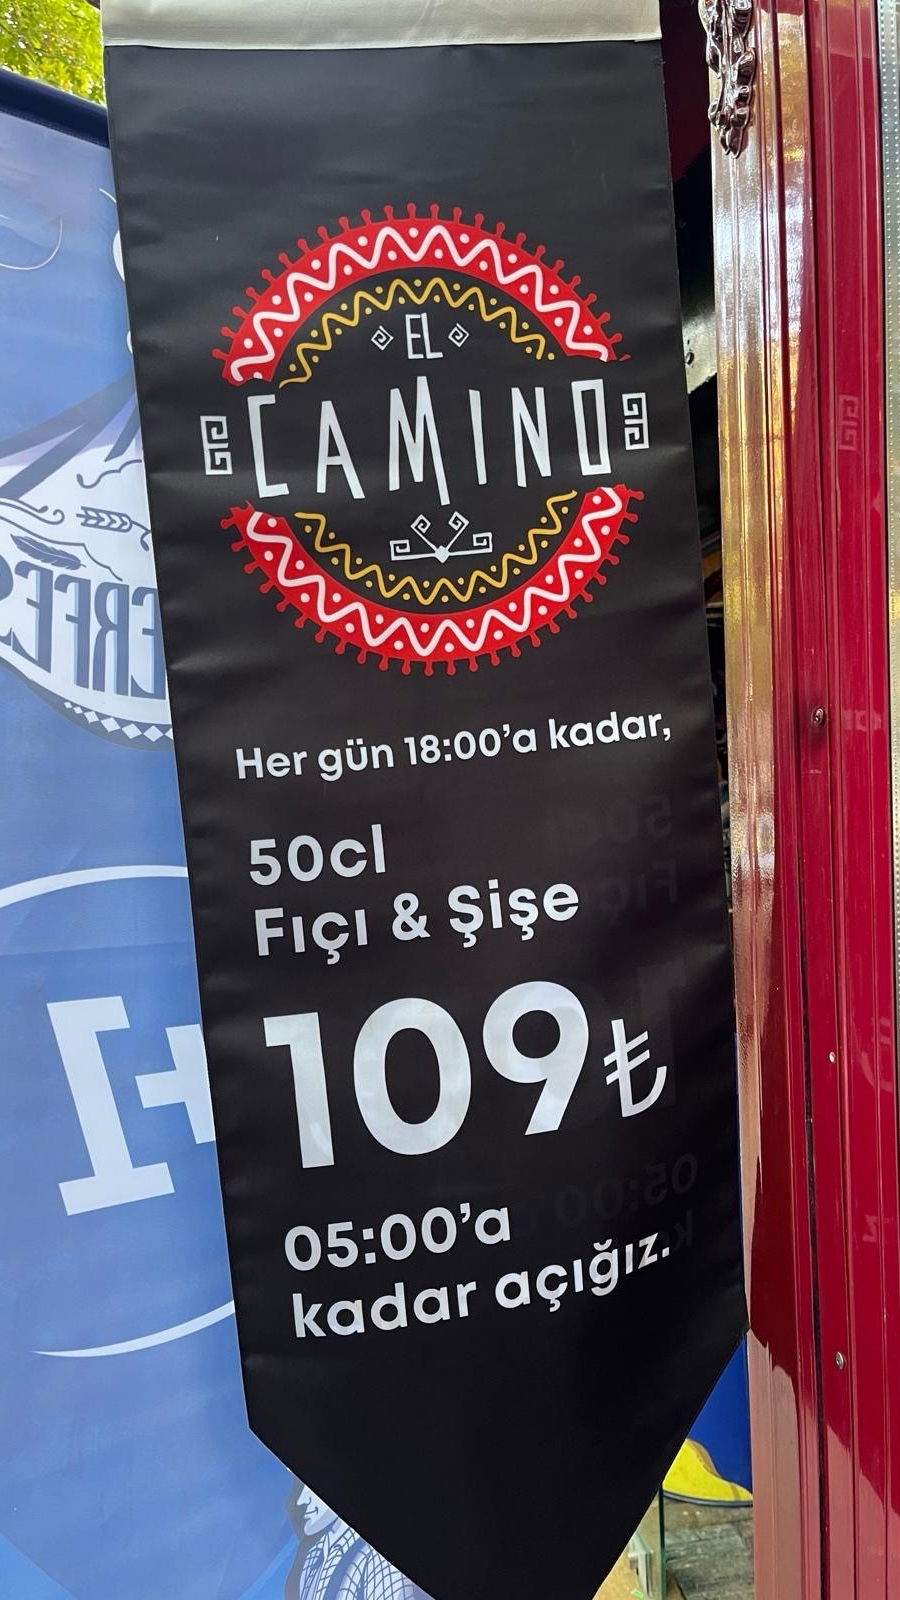 EL
CAMINO
Her gün 18:00'a kadar,
50cl
Fıçı & Şişe
109₺
05:00'a
kadar açığız.